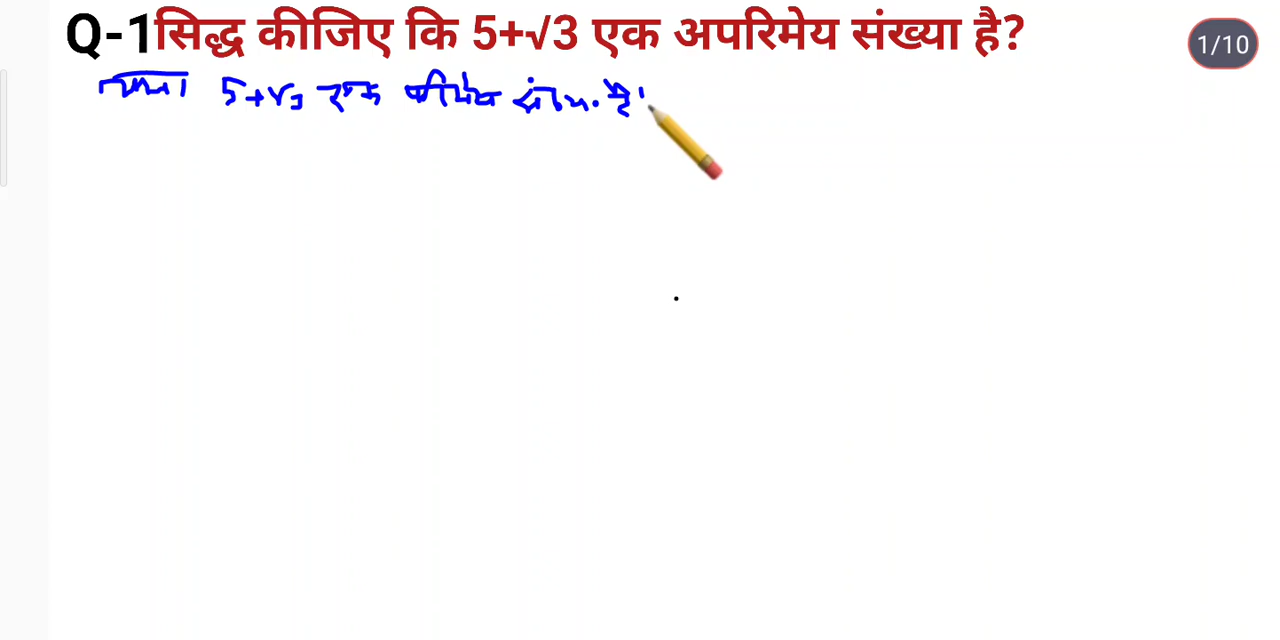 Q-1सिद्ध कीजिए कि 5+√3 एक अपरिमेय संख्या है?
1/10
माना 5+√3 एक परिमेय संख्या है।